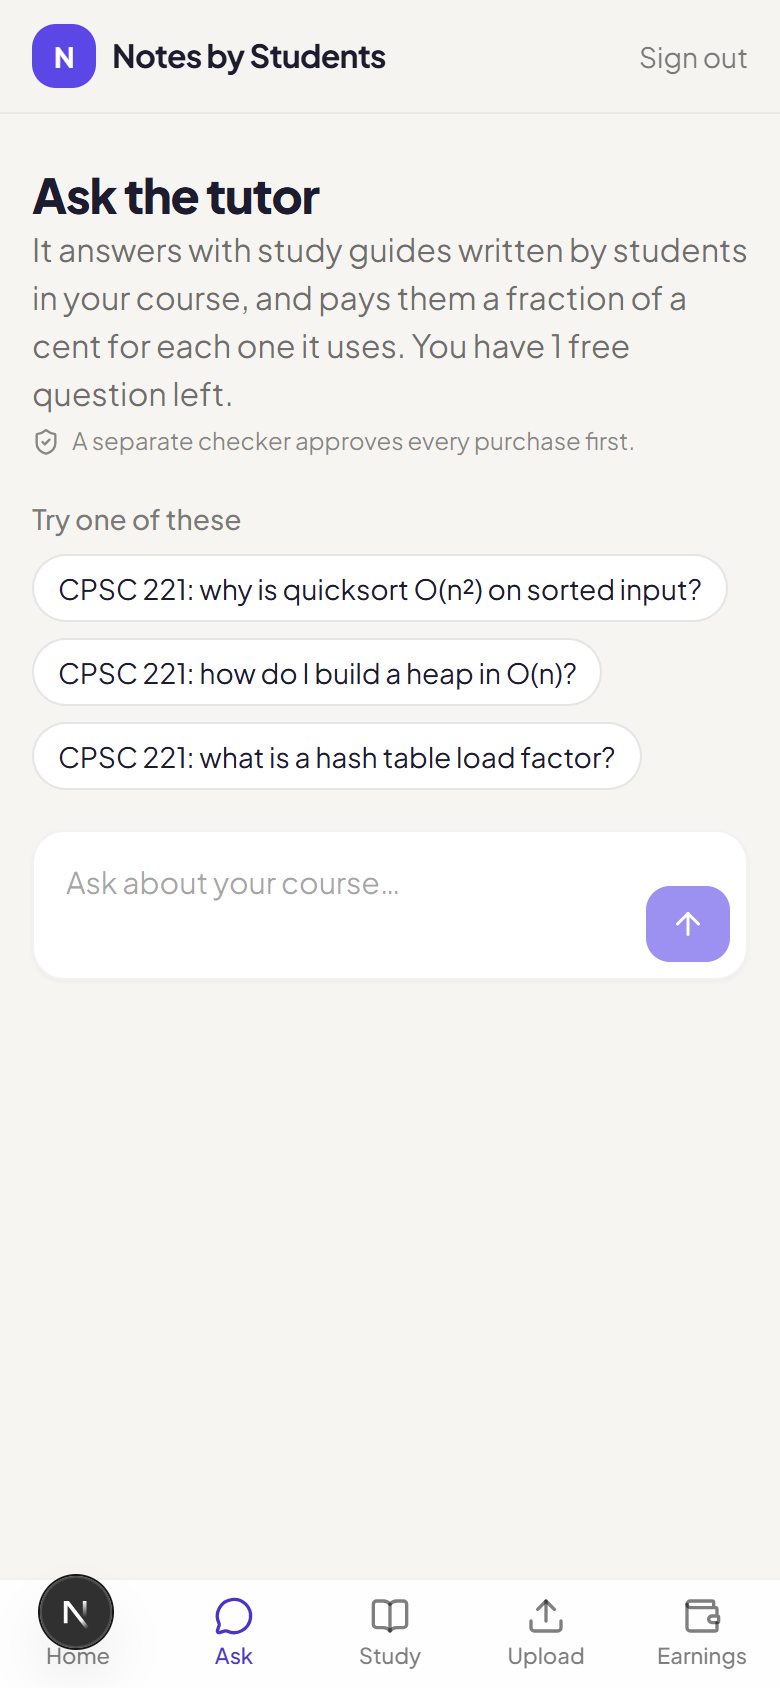 N Notes by Students Sign out
Ask the tutor
It answers with study guides written by students
in your course, and pays them a fraction of a
cent for each one it uses. You have 1 free
question left.
A separate checker approves every purchase first.
Try one of these
CPSC 221: why is quicksort O(n²) on sorted input?
CPSC 221: how do I build a heap in O(n)?
CPSC 221: what is a hash table load factor?
Ask about your course…
N
Home Ask Study Upload Earnings